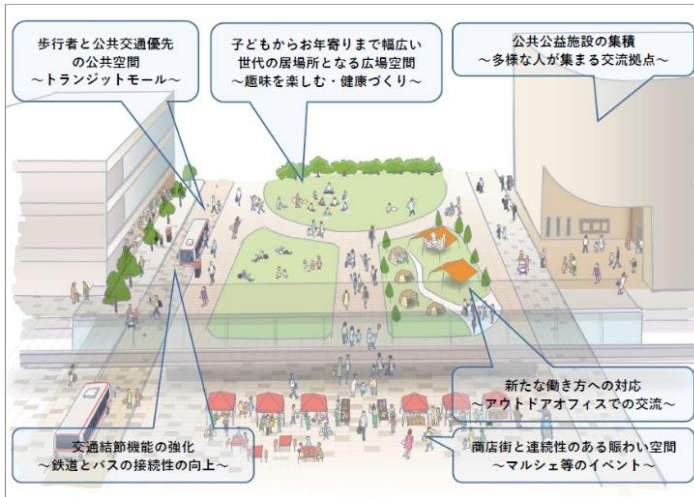 歩行者と公共交通優先
の公共空間
～トランジットモール～
子どもからお年寄りまで幅広い
世代の居場所となる広場空間
～趣味を楽しむ・健康づくり～
公共公益施設の集積
～多様な人が集まる交流拠点～
新たな働き方への対応
～アウトドアオフィスでの交流～
交通結節機能の強化
～鉄道とバスの接続性の向上～
商店街と連続性のある賑わい空間
～マルシェ等のイベント～